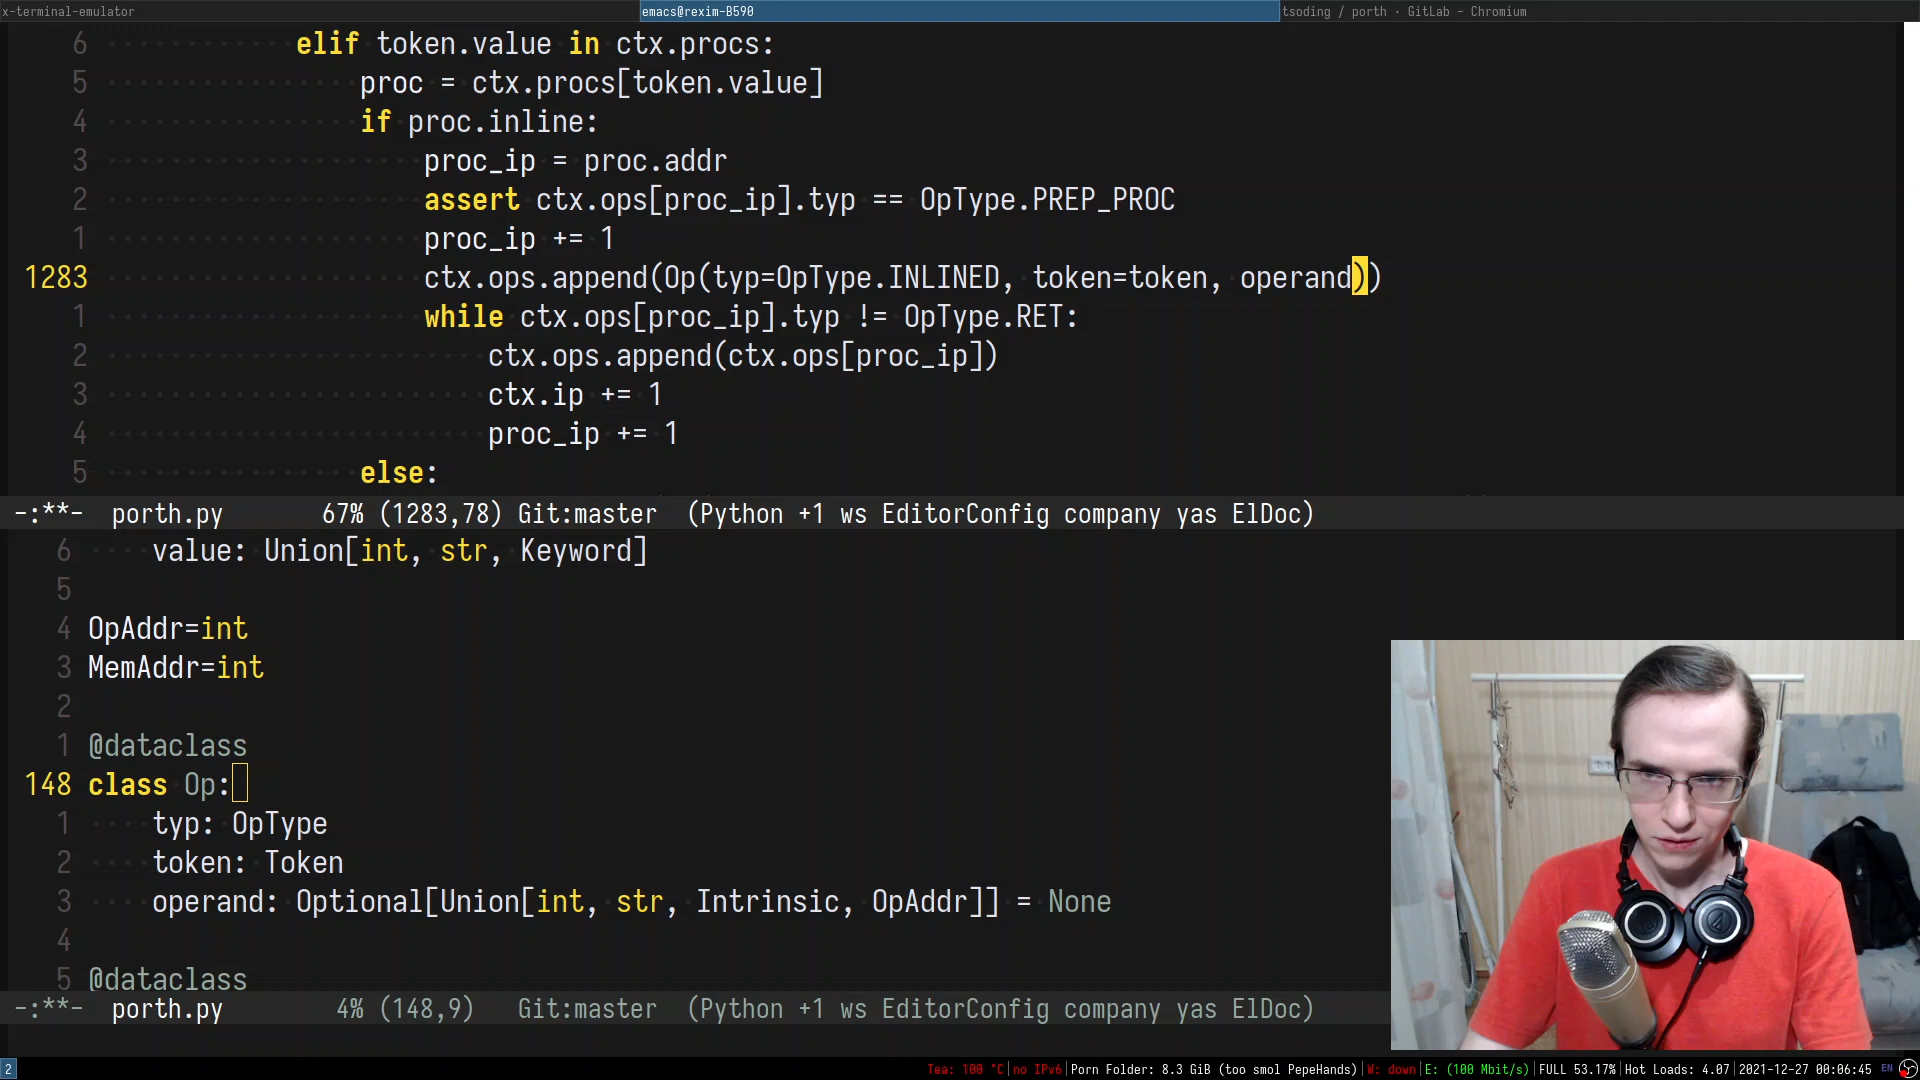 x-terminal-emulator emacs@rexim-B590 tsoding / porth · GitLab - Chromium
6 elif token.value in ctx.procs:
5 proc = ctx.procs[token.value]
4 if proc.inline:
3 proc_ip = proc.addr
2 assert ctx.ops[proc_ip].typ == OpType.PREP_PROC
1 proc_ip += 1
1283 ctx.ops.append(Op(typ=OpType.INLINED, token=token, operand))
1 while ctx.ops[proc_ip].typ != OpType.RET:
2 ctx.ops.append(ctx.ops[proc_ip])
3 ctx.ip += 1
4 proc_ip += 1
5 else:
-:**- porth.py 67% (1283,78) Git:master (Python +1 ws EditorConfig company yas ElDoc)
6 value: Union[int, str, Keyword]
5
4 OpAddr=int
3 MemAddr=int
2
1 @dataclass
148 class Op:
1 typ: OpType
2 token: Token
3 operand: Optional[Union[int, str, Intrinsic, OpAddr]] = None
4
5 @dataclass
-:**- porth.py 4% (148,9) Git:master (Python +1 ws EditorConfig company yas ElDoc)
2 Tea: 100 °C|no IPv6|Porn Folder: 8.3 GiB (too smol PepeHands)|W: down|E: (100 Mbit/s)|FULL 53.17%|Hot Loads: 4.07|2021-12-27 00:06:45 EN